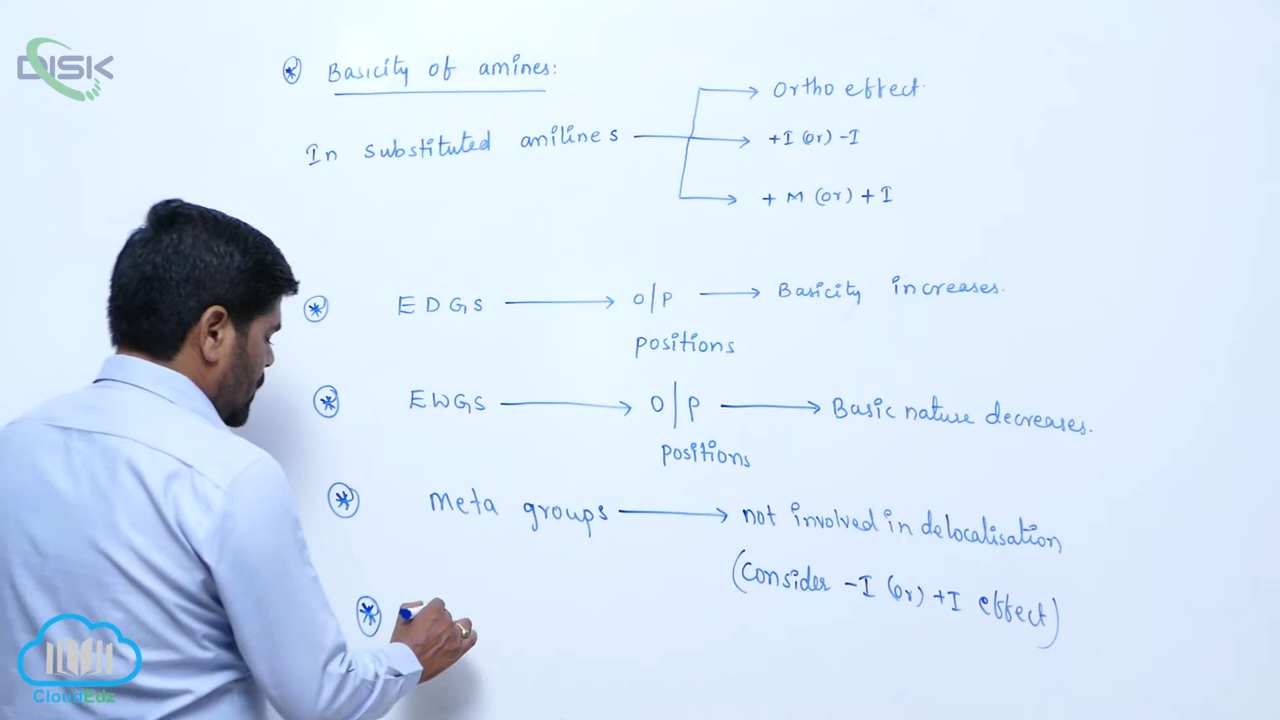 DISK
Basicity of amines:
In substituted anilines
Ortho effect
+I (or) -I
+ M (or) + I
EDGS O/P Basicity increases.
positions
EWGS O/P Basic nature decreases.
positions
Meta groups not involved in delocalisation
(consider -I (or) +I effect)
CloudEdz